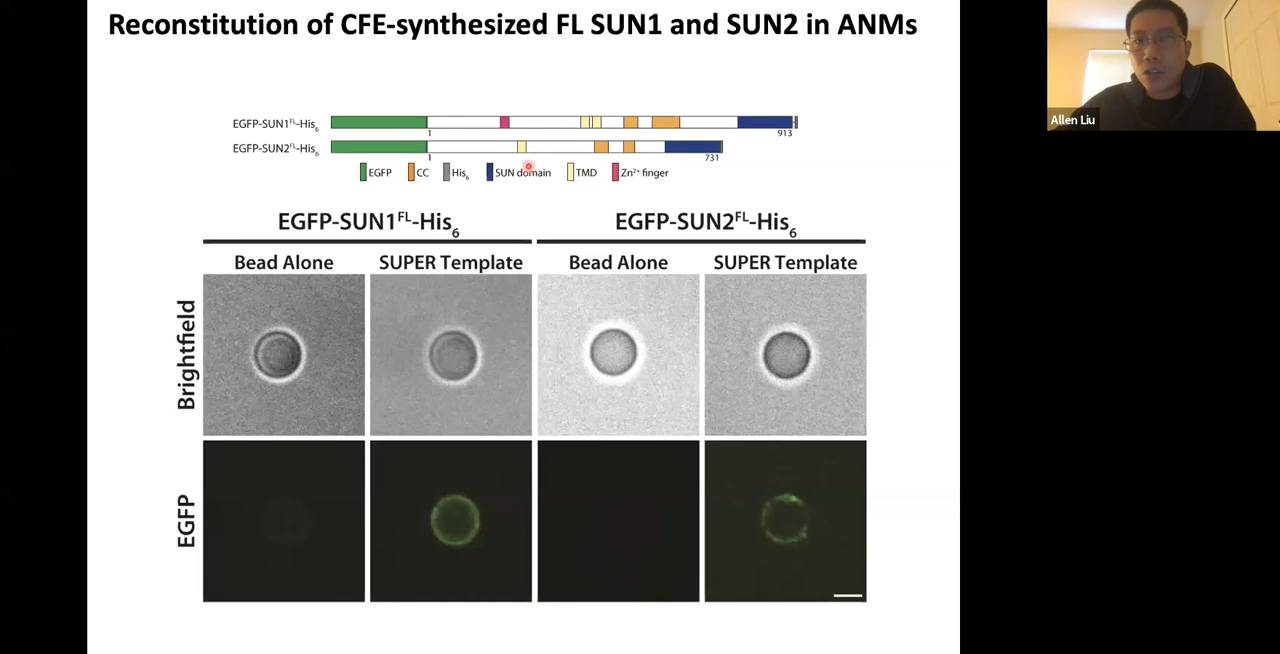 Reconstitution of CFE-synthesized FL SUN1 and SUN2 in ANMs
Allen Liu
EGFP-SUN1FL-His6
1
913
EGFP-SUN2FL-His6
1
731
EGFP CC His6 SUN domain TMD Zn2+ finger
EGFP-SUN1FL-His6 EGFP-SUN2FL-His6
Bead Alone SUPER Template Bead Alone SUPER Template
Brightfield
EGFP